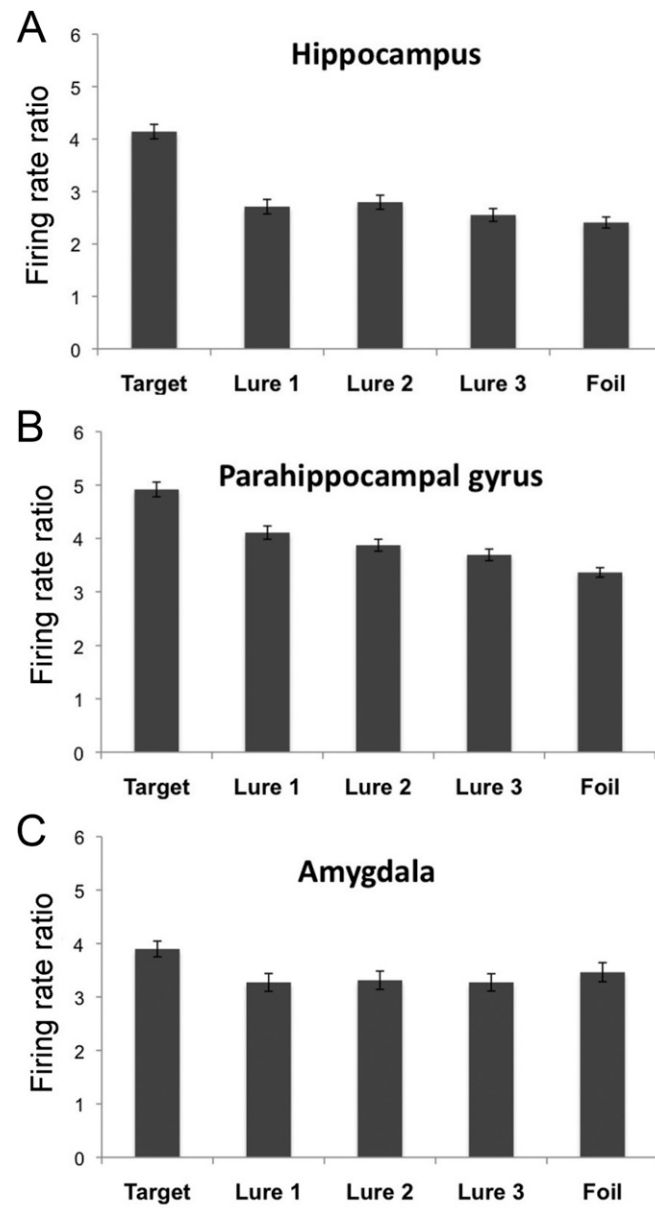 A
Hippocampus
Firing rate ratio
6
5
4
3
2
1
0
Target Lure 1 Lure 2 Lure 3 Foil
B
Parahippocampal gyrus
Firing rate ratio
6
5
4
3
2
1
0
Target Lure 1 Lure 2 Lure 3 Foil
C
Amygdala
Firing rate ratio
6
5
4
3
2
1
0
Target Lure 1 Lure 2 Lure 3 Foil